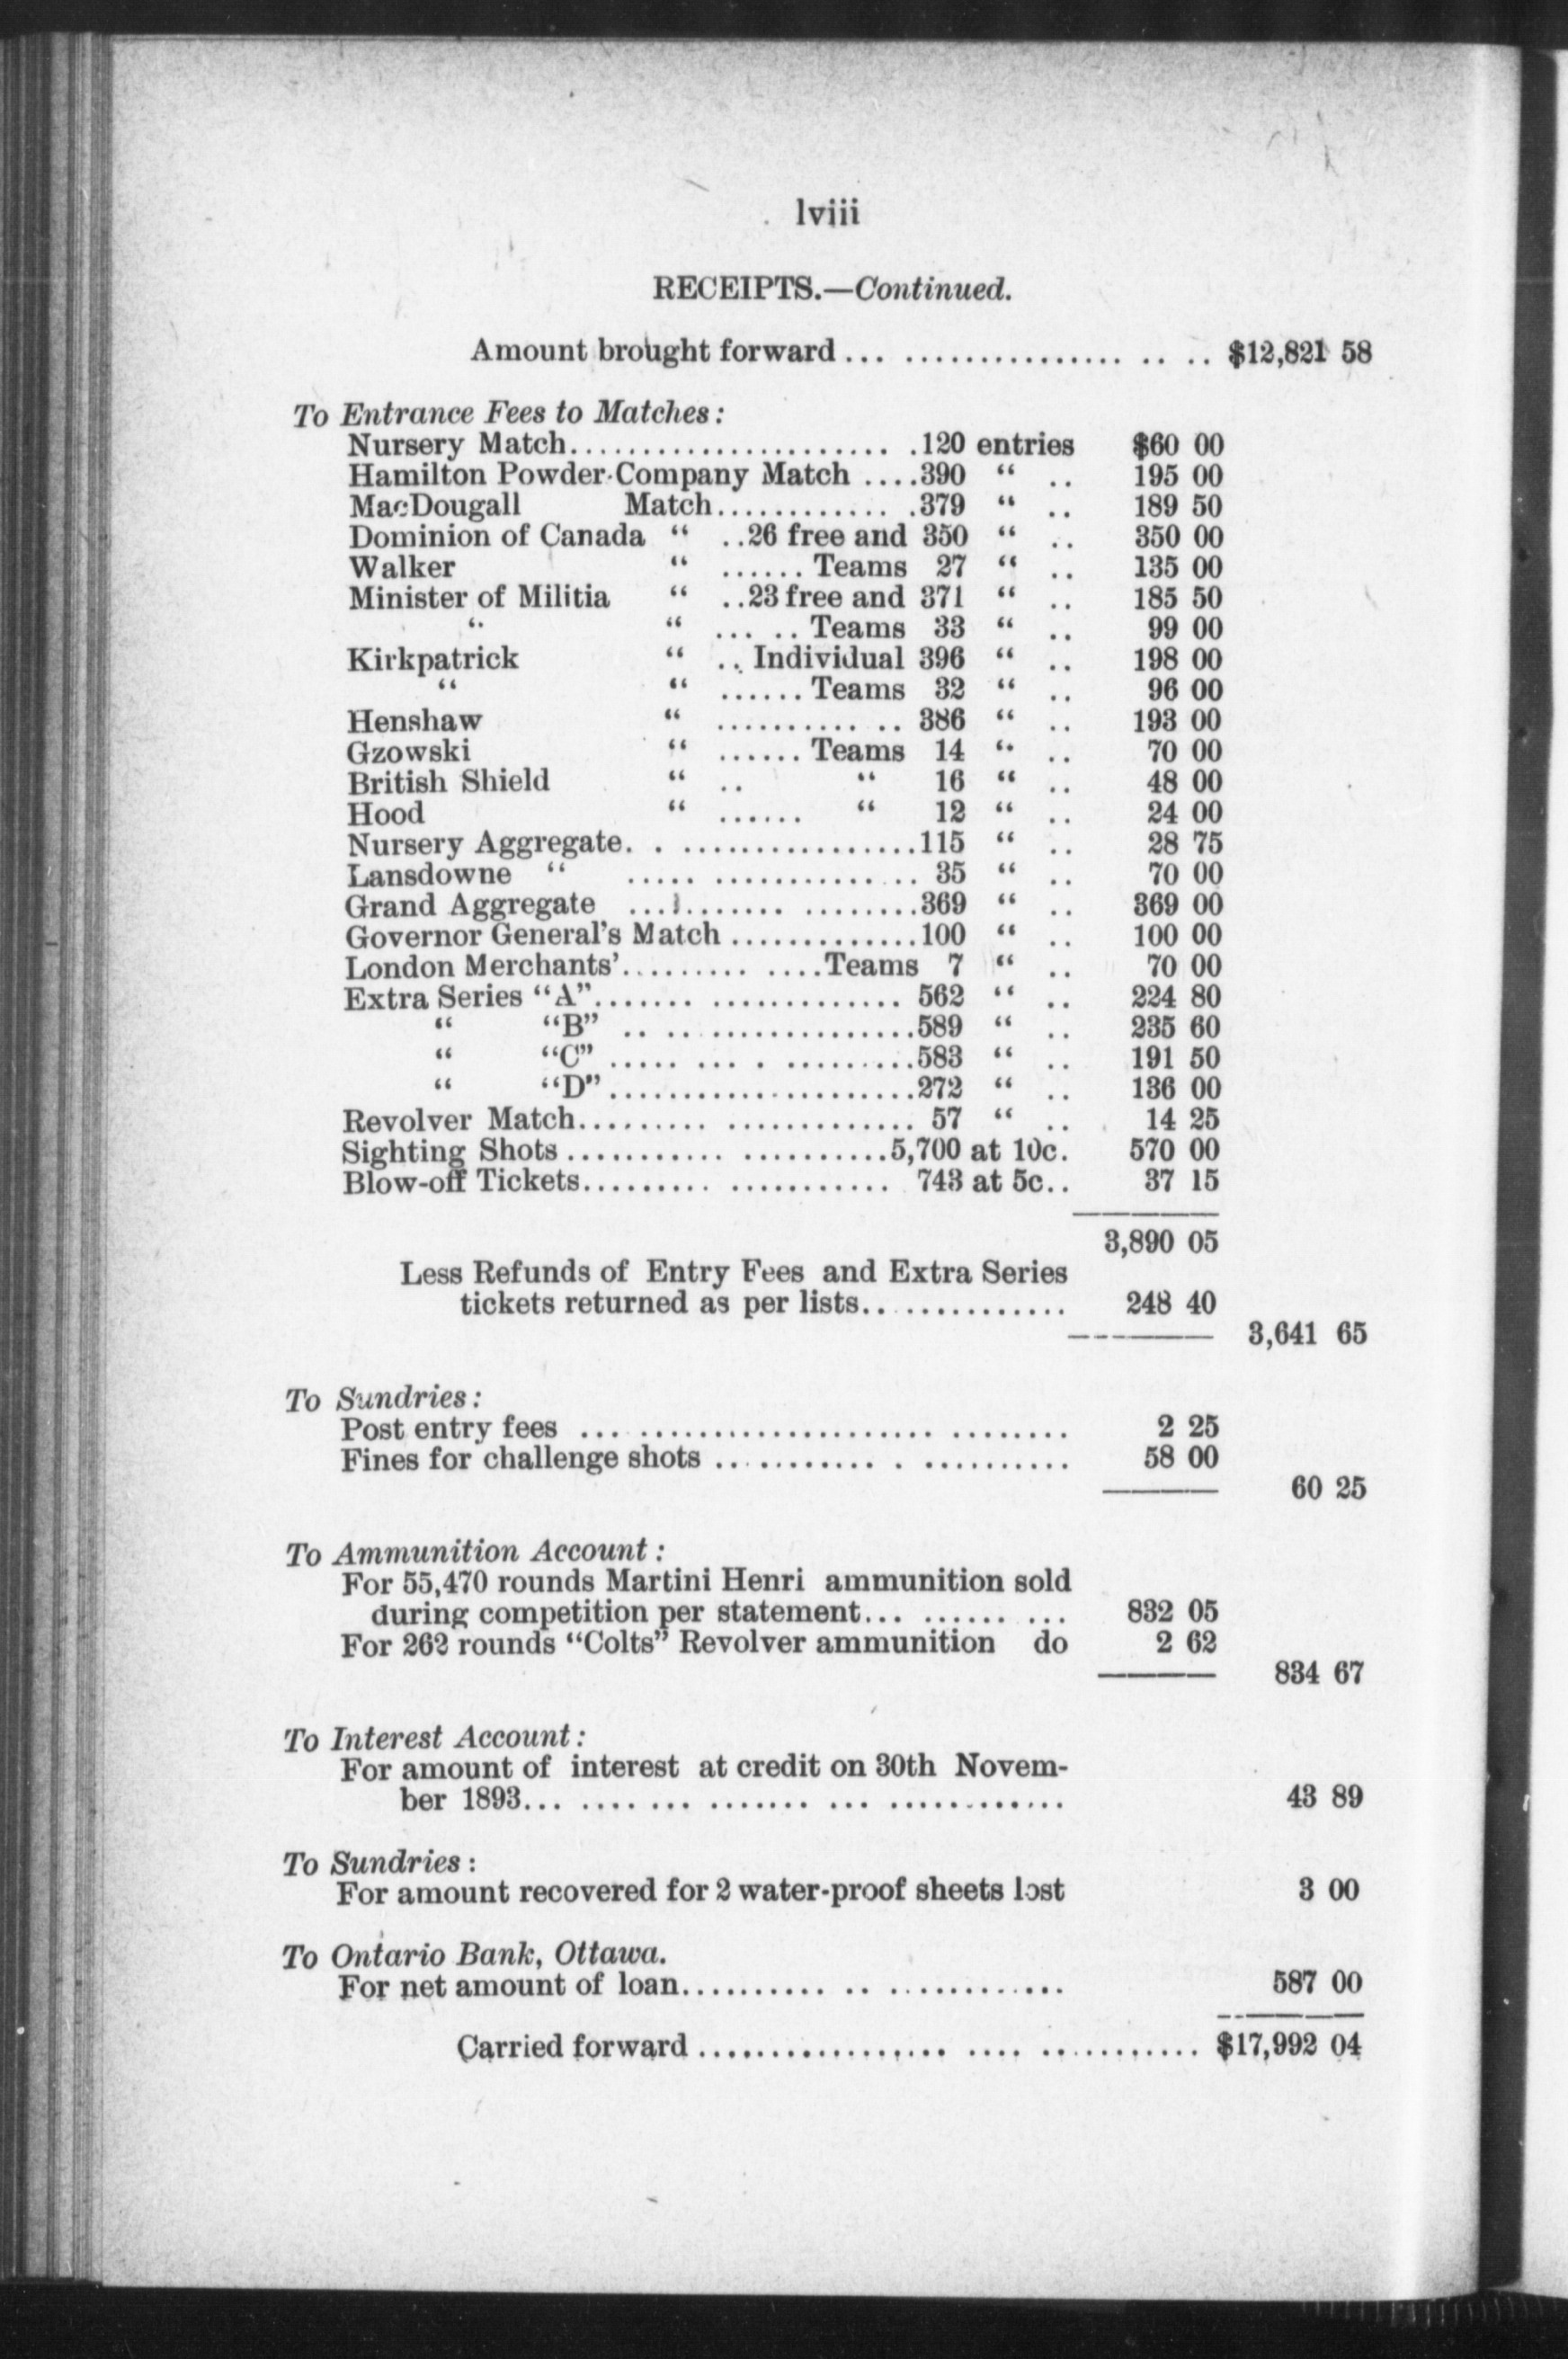 lviii
RECEIPTS.—Continued.
Amount brought forward ... ............... .. .. $12,821 58
To Entrance Fees to Matches:
Nursery Match...................... .120 entries $60 00
Hamilton Powder Company Match ....390 “ .. 195 00
MacDougall Match............ .379 “ .. 189 50
Dominion of Canada “ ..26 free and 350 “ .. 350 00
Walker “ ...... Teams 27 “ .. 135 00
Minister of Militia “ ..23 free and 371 “ .. 185 50
“ “ ... .. Teams 33 “ .. 99 00
Kirkpatrick “ .. Individual 396 “ .. 198 00
“ “ ...... Teams 32 “ .. 96 00
Henshaw “ .......... .. 386 “ .. 193 00
Gzowski “ ...... Teams 14 “ .. 70 00
British Shield “ .. “ 16 “ .. 48 00
Hood “ ...... “ 12 “ .. 24 00
Nursery Aggregate. . ................115 “ .. 28 75
Lansdowne “ ..... .............. 35 “ .. 70 00
Grand Aggregate ............ ........369 “ .. 369 00
Governor General's Match .............100 “ .. 100 00
London Merchants'......... ....Teams 7 “ .. 70 00
Extra Series “A”....... ............. 562 “ .. 224 80
“ “B” .. ...................589 “ .. 235 60
“ “C” ..... ... . .........583 “ .. 191 50
“ “D” .....................272 “ .. 136 00
Revolver Match......... ............. 57 “ .. 14 25
Sighting Shots ........... ..........5,700 at 10c. 570 00
Blow-off Tickets......... ........... 743 at 5c.. 37 15
3,890 05
Less Refunds of Entry Fees and Extra Series
tickets returned as per lists.. ............ 248 40
3,641 65
To Sundries:
Post entry fees ... .................... ........ 2 25
Fines for challenge shots ........... . .......... 58 00
60 25
To Ammunition Account:
For 55,470 rounds Martini Henri ammunition sold
during competition per statement... ...... ... 832 05
For 262 rounds “Colts” Revolver ammunition do 2 62
834 67
To Interest Account:
For amount of interest at credit on 30th Novem-
ber 1893... .... ... ....... ... ............ 43 89
To Sundries:
For amount recovered for 2 water-proof sheets lost 3 00
To Ontario Bank, Ottawa.
For net amount of loan.......... .. ............ 587 00
Carried forward ................. .... ........... $17,992 04